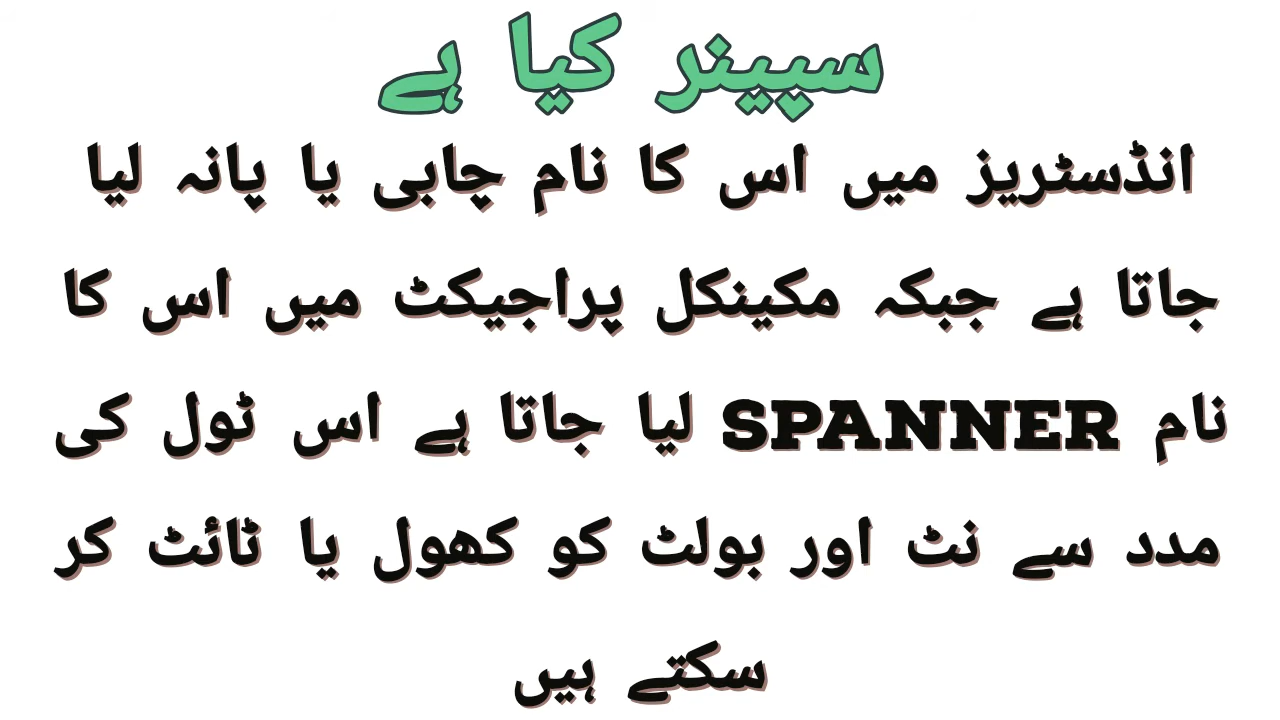 سپینر کیا ہے
انڈسٹریز میں اس کا نام چابی یا پانہ لیا
جاتا ہے جبکہ مکینکل پراجیکٹ میں اس کا
نام SPANNER لیا جاتا ہے اس ٹول کی
مدد سے نٹ اور بولٹ کو کھول یا ٹائٹ کر
سکتے ہیں